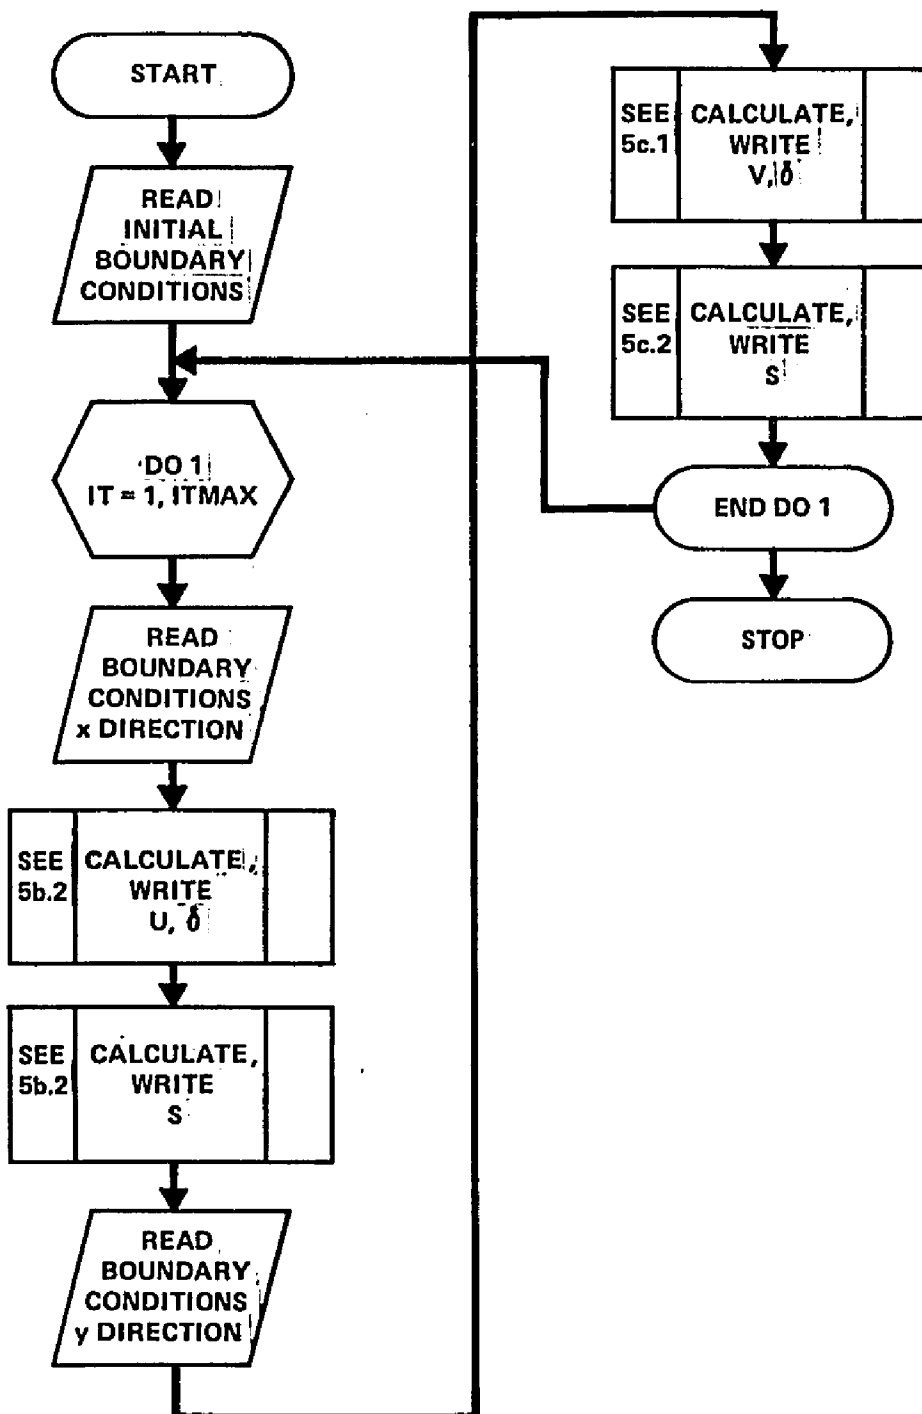 START
READ
INITIAL
BOUNDARY
CONDITIONS
DO 1
IT = 1, ITMAX
READ
BOUNDARY
CONDITIONS
x DIRECTION
SEE
5b.2
CALCULATE,
WRITE
U, δ
SEE
5b.2
CALCULATE,
WRITE
S
READ
BOUNDARY
CONDITIONS
y DIRECTION
SEE
5c.1
CALCULATE,
WRITE
V, δ
SEE
5c.2
CALCULATE,
WRITE
S
END DO 1
STOP